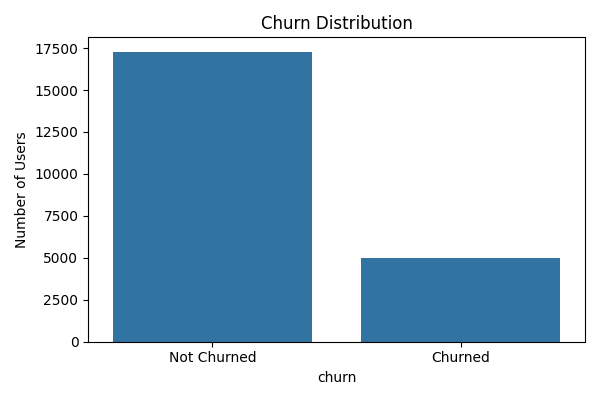 Churn Distribution
Number of Users
17500
15000
12500
10000
7500
5000
2500
0
Not Churned Churned
churn